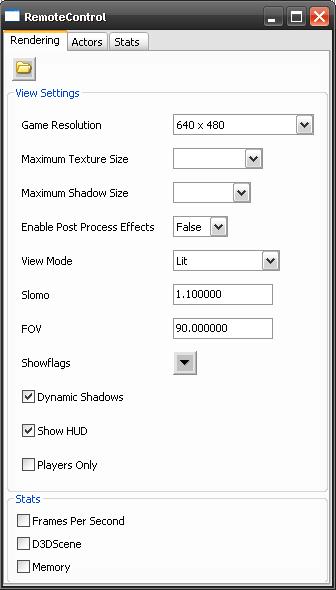 RemoteControl
Rendering Actors Stats
View Settings
Game Resolution 640 x 480
Maximum Texture Size
Maximum Shadow Size
Enable Post Process Effects False
View Mode Lit
Slomo 1.100000
FOV 90.000000
Showflags
Dynamic Shadows
Show HUD
Players Only
Stats
Frames Per Second
D3DScene
Memory